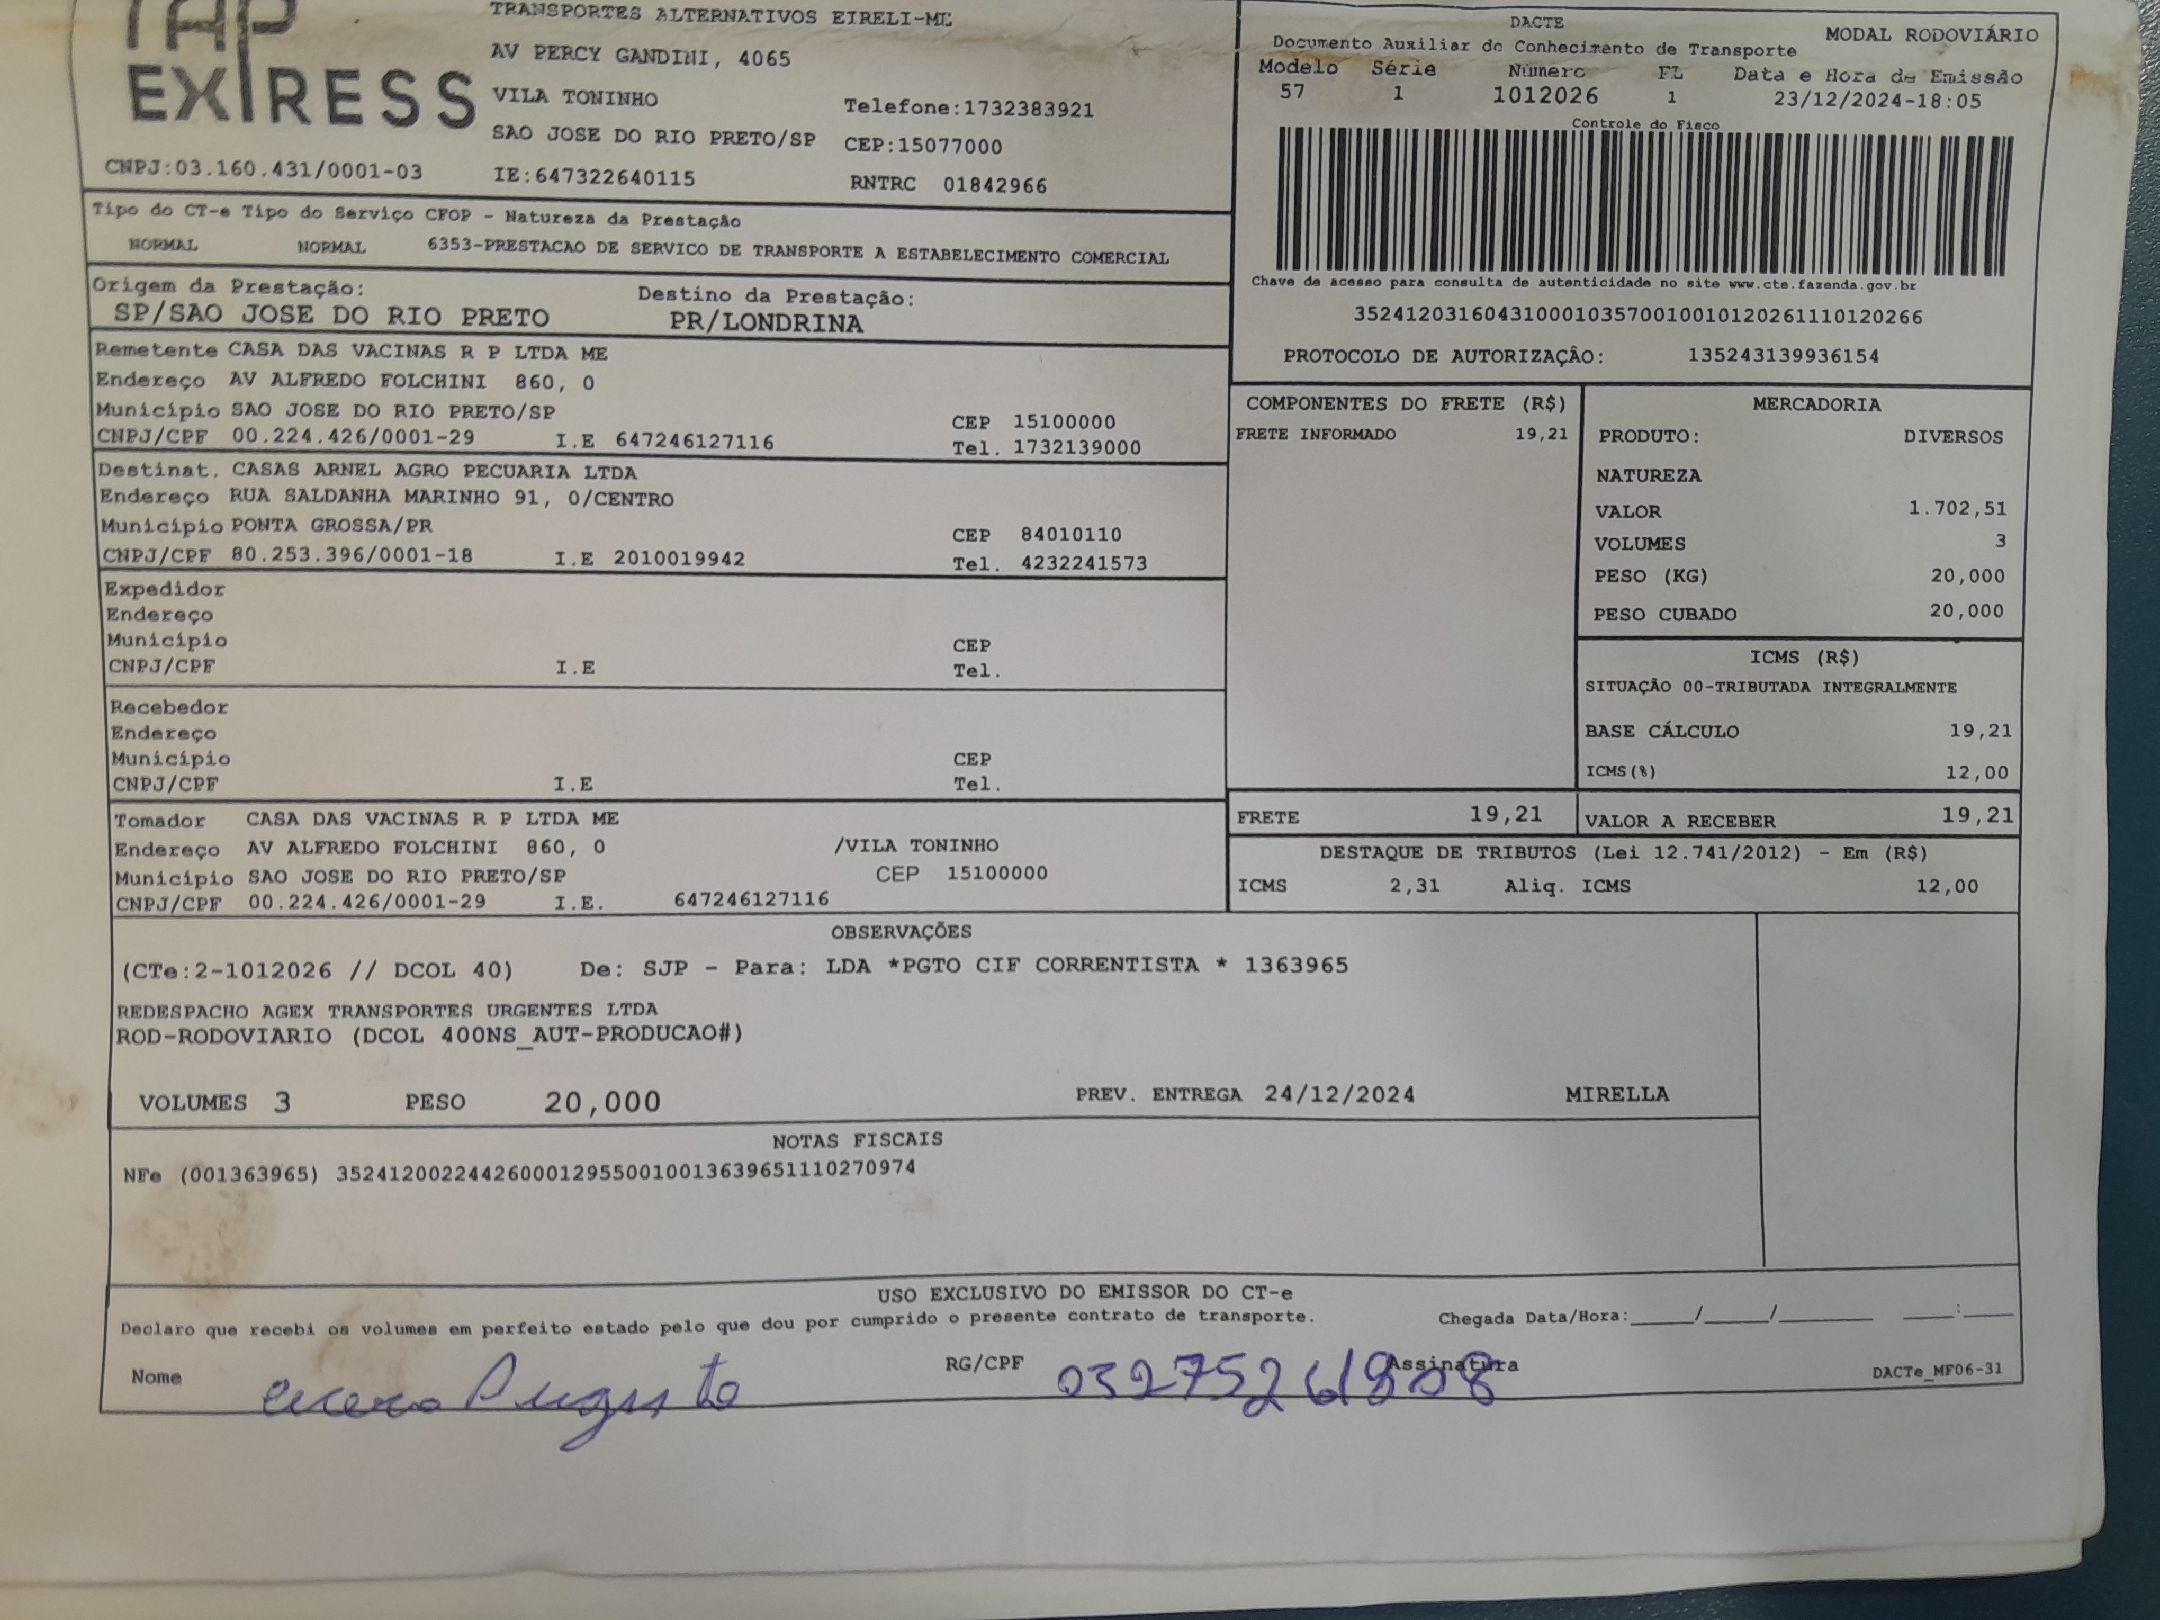 TAP
EXPRESS
TRANSPORTES ALTERNATIVOS EIRELI-ME
AV PERCY GANDINI, 4065
VILA TONINHO
Telefone:1732383921
SAO JOSE DO RIO PRETO/SP CEP:15077000
CNPJ:03.160.431/0001-03 IE:647322640115 RNTRC 01842966
DACTE
MODAL RODOVIÁRIO
Documento Auxiliar do Conhecimento de Transporte
Modelo Série Número FL Data e Hora de Emissão
57 1 1012026 1 23/12/2024-18:05
Controle do Fisco
Chave de acesso para consulta de autenticidade no site www.cte.fazenda.gov.br
35241203160431000103570010010120261110120266
PROTOCOLO DE AUTORIZAÇÃO: 135243139936154
Tipo do CT-e Tipo do Serviço CFOP - Natureza da Prestação
NORMAL NORMAL 6353-PRESTACAO DE SERVICO DE TRANSPORTE A ESTABELECIMENTO COMERCIAL
Origem da Prestação: Destino da Prestação:
SP/SAO JOSE DO RIO PRETO PR/LONDRINA
Remetente CASA DAS VACINAS R P LTDA ME
Endereço AV ALFREDO FOLCHINI 860, 0
Município SAO JOSE DO RIO PRETO/SP CEP 15100000
CNPJ/CPF 00.224.426/0001-29 I.E 647246127116 Tel. 1732139000
Destinat. CASAS ARNEL AGRO PECUARIA LTDA
Endereço RUA SALDANHA MARINHO 91, 0/CENTRO
Município PONTA GROSSA/PR CEP 84010110
CNPJ/CPF 80.253.396/0001-18 I.E 2010019942 Tel. 4232241573
Expedidor
Endereço
Município CEP
CNPJ/CPF I.E Tel.
Recebedor
Endereço
Município CEP
CNPJ/CPF I.E Tel.
Tomador CASA DAS VACINAS R P LTDA ME
Endereço AV ALFREDO FOLCHINI 860, 0 /VILA TONINHO
Município SAO JOSE DO RIO PRETO/SP CEP 15100000
CNPJ/CPF 00.224.426/0001-29 I.E. 647246127116
COMPONENTES DO FRETE (R$)
FRETE INFORMADO 19,21
MERCADORIA
PRODUTO: DIVERSOS
NATUREZA
VALOR 1.702,51
VOLUMES 3
PESO (KG) 20,000
PESO CUBADO 20,000
ICMS (R$)
SITUAÇÃO 00-TRIBUTADA INTEGRALMENTE
BASE CÁLCULO 19,21
ICMS(%) 12,00
FRETE 19,21 VALOR A RECEBER 19,21
DESTAQUE DE TRIBUTOS (Lei 12.741/2012) - Em (R$)
ICMS 2,31 Aliq. ICMS 12,00
OBSERVAÇÕES
(CTe:2-1012026 // DCOL 40) De: SJP - Para: LDA *PGTO CIF CORRENTISTA * 1363965
REDESPACHO AGEX TRANSPORTES URGENTES LTDA
ROD-RODOVIARIO (DCOL 400NS_AUT-PRODUCAO#)
VOLUMES 3 PESO 20,000 PREV. ENTREGA 24/12/2024 MIRELLA
NOTAS FISCAIS
NFe (001363965) 35241200224426000129550010013639651110270974
USO EXCLUSIVO DO EMISSOR DO CT-e
Declaro que recebi os volumes em perfeito estado pelo que dou por cumprido o presente contrato de transporte. Chegada Data/Hora:_____/_____/_______ ____:____
Nome Augusto RG/CPF Assinatura DACTe_MF06-31